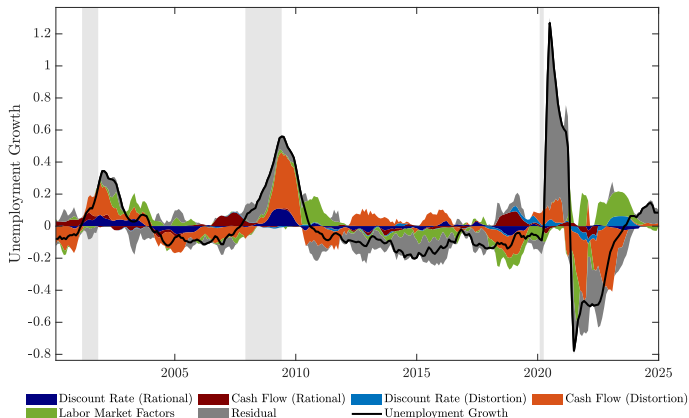 1.2
1
0.8
0.6
0.4
0.2
0
-0.2
-0.4
-0.6
-0.8
Unemployment Growth
2005 2010 2015 2020 2025
Discount Rate (Rational) Cash Flow (Rational) Discount Rate (Distortion) Cash Flow (Distortion)
Labor Market Factors Residual Unemployment Growth